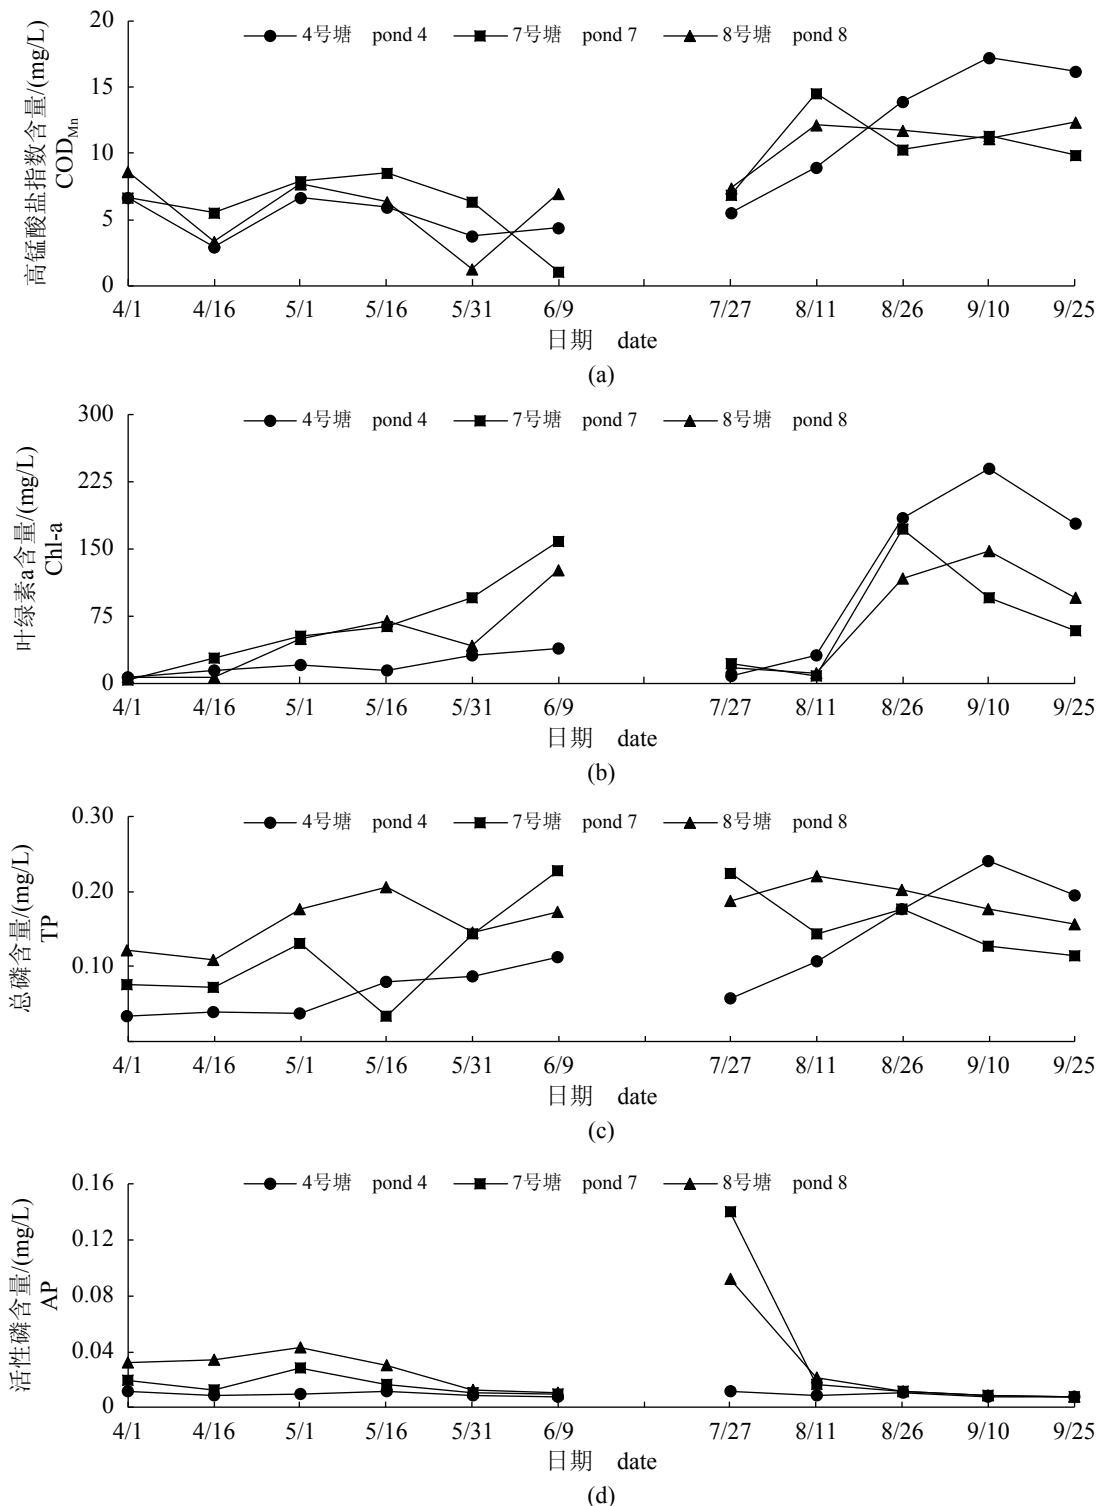 高锰酸盐指数含量/(mg/L)
COD_Mn
20
15
10
5
0
4号塘 pond 4 7号塘 pond 7 8号塘 pond 8
4/1 4/16 5/1 5/16 5/31 6/9 7/27 8/11 8/26 9/10 9/25
日期 date
(a)
叶绿素a含量/(mg/L)
Chl-a
300
225
150
75
0
4号塘 pond 4 7号塘 pond 7 8号塘 pond 8
4/1 4/16 5/1 5/16 5/31 6/9 7/27 8/11 8/26 9/10 9/25
日期 date
(b)
总磷含量/(mg/L)
TP
0.30
0.20
0.10
4号塘 pond 4 7号塘 pond 7 8号塘 pond 8
4/1 4/16 5/1 5/16 5/31 6/9 7/27 8/11 8/26 9/10 9/25
日期 date
(c)
活性磷含量/(mg/L)
AP
0.16
0.12
0.08
0.04
0
4号塘 pond 4 7号塘 pond 7 8号塘 pond 8
4/1 4/16 5/1 5/16 5/31 6/9 7/27 8/11 8/26 9/10 9/25
日期 date
(d)